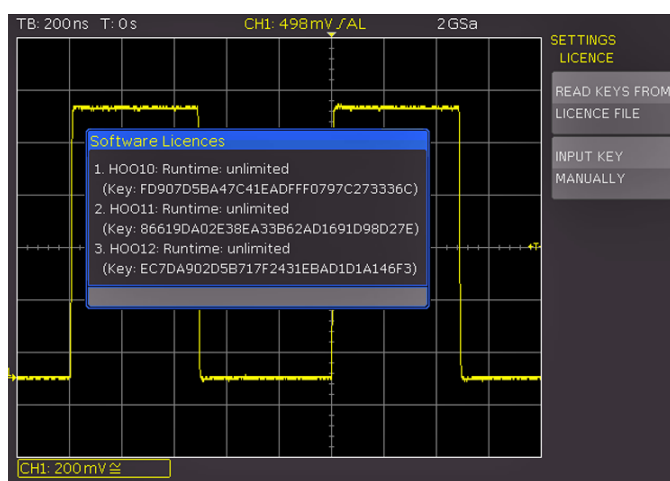 TB: 200ns T: 0s CH1: 498mV ∫AL 2GSa
SETTINGS
LICENCE
READ KEYS FROM
LICENCE FILE
INPUT KEY
MANUALLY
Software Licences
1. HOO10: Runtime: unlimited
(Key: FD907D5BA47C41EADFFF0797C273336C)
2. HOO11: Runtime: unlimited
(Key: 86619DA02E38EA33B62AD1691D98D27E)
3. HOO12: Runtime: unlimited
(Key: EC7DA902D5B717F2431EBAD1D1A146F3)
T
CH1: 200mV≅